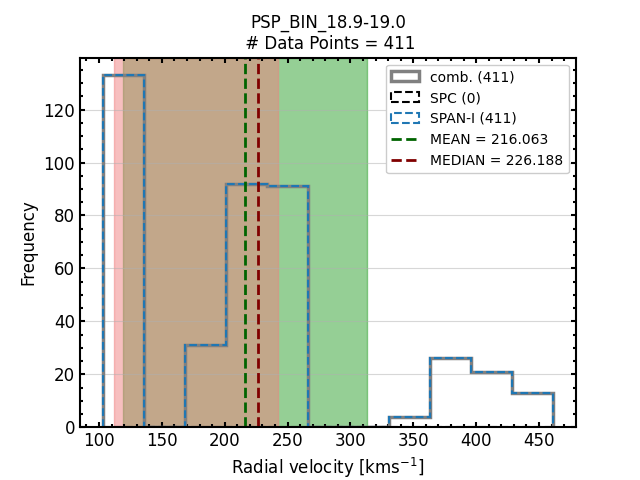 PSP_BIN_18.9-19.0
# Data Points = 411
comb. (411)
SPC (0)
SPAN-I (411)
MEAN = 216.063
MEDIAN = 226.188
Frequency
120
100
80
60
40
20
0
100 150 200 250 300 350 400 450
Radial velocity [kms⁻¹]